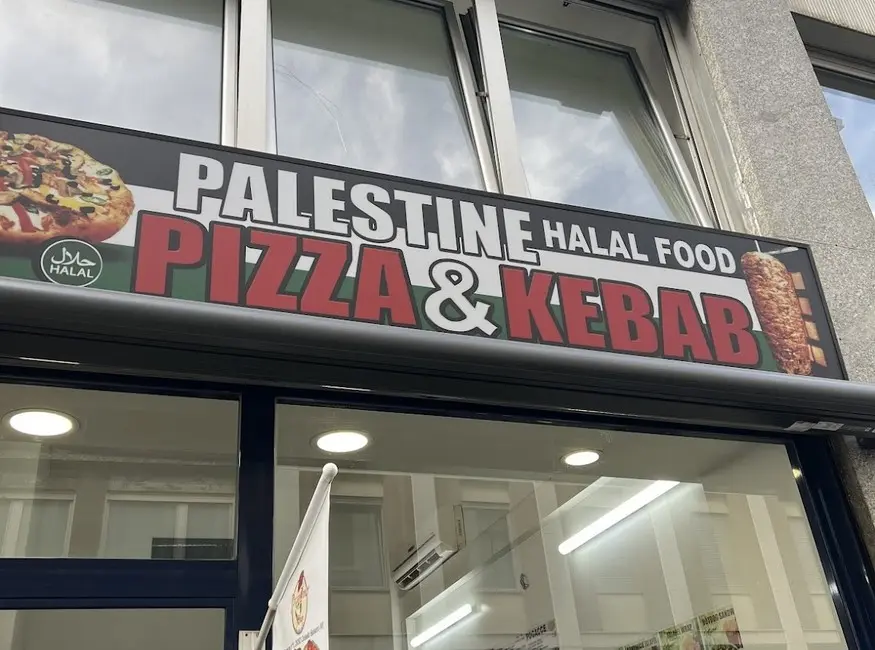 PALESTINE HALAL FOOD
حلال
HALAL
PIZZA & KEBAB